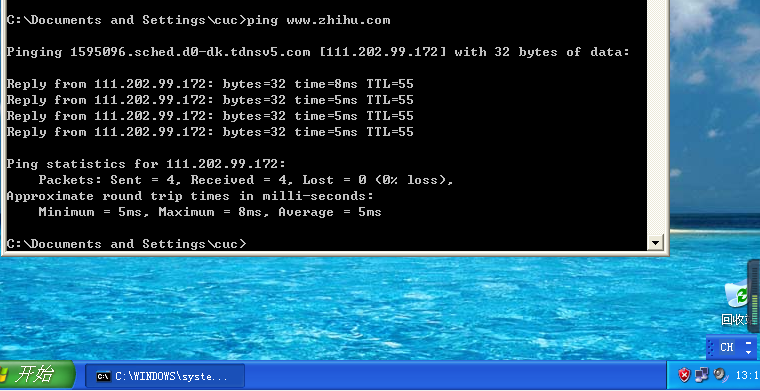 C:\Documents and Settings\cuc>ping www.zhihu.com
Pinging 1595096.sched.d0-dk.tdnsv5.com [111.202.99.172] with 32 bytes of data:
Reply from 111.202.99.172: bytes=32 time=8ms TTL=55
Reply from 111.202.99.172: bytes=32 time=5ms TTL=55
Reply from 111.202.99.172: bytes=32 time=5ms TTL=55
Reply from 111.202.99.172: bytes=32 time=5ms TTL=55
Ping statistics for 111.202.99.172:
Packets: Sent = 4, Received = 4, Lost = 0 (0% loss),
Approximate round trip times in milli-seconds:
Minimum = 5ms, Maximum = 8ms, Average = 5ms
C:\Documents and Settings\cuc>
回收
CH
开始
C:\WINDOWS\syste...
13:1